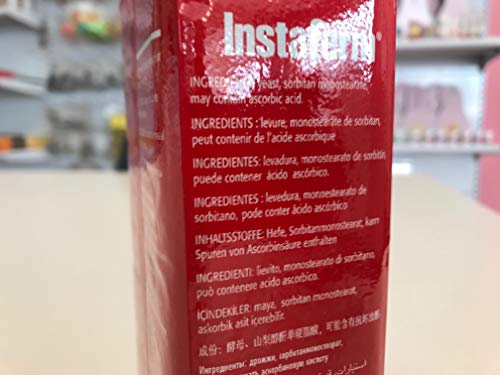 Instaferm®
INGREDIENTS: yeast, sorbitan monostearate,
may contain ascorbic acid.
INGREDIENTS : levure, monostearate de sorbitan,
peut contenir de l'acide ascorbique
INGREDIENTES: levadura, monostearato de sorbitán,
puede contener ácido ascórbico.
INGREDIENTES : levedura, monoestearato de
sorbitano, pode conter ácido ascórbico
INHALTSSTOFFE: Hefe, Sorbitanmonostearat, kann
Spuren von Ascorbinsäure enthalten
INGREDIENTI: lievito, monostearato di sorbitano,
può contenere acido ascorbico.
İÇİNDEKİLER: maya, sorbitan monostearat,
askorbik asit içerebilir.
成份：酵母、山梨醇酐单硬脂酸，可能含有抗坏血酸
Ингредиенты: дрожжи, сорбитанмоностеарат,
аскорбиновую кислоту